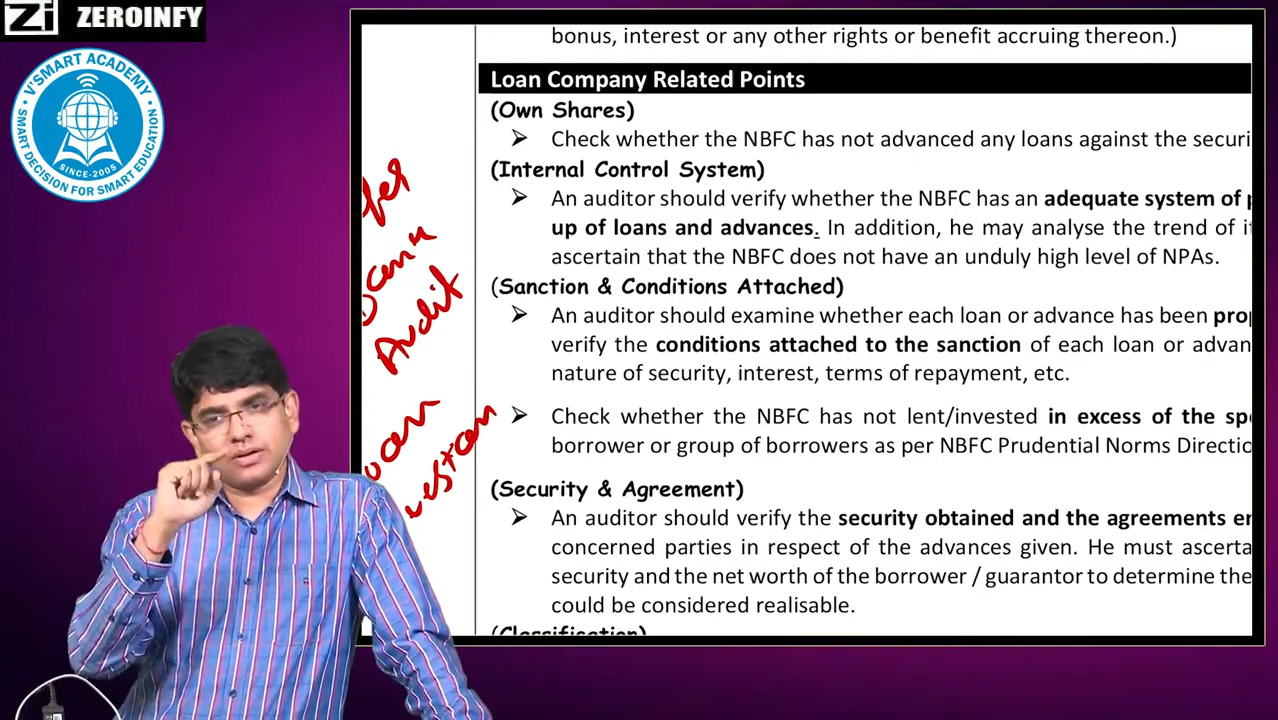 Zi ZEROINFY
V'SMART ACADEMY
SINCE-2005
SMART DECISION FOR SMART EDUCATION
bonus, interest or any other rights or benefit accruing thereon.)
Loan Company Related Points
(Own Shares)
➢ Check whether the NBFC has not advanced any loans against the securi
(Internal Control System)
➢ An auditor should verify whether the NBFC has an adequate system of p
up of loans and advances. In addition, he may analyse the trend of it
ascertain that the NBFC does not have an unduly high level of NPAs.
(Sanction & Conditions Attached)
➢ An auditor should examine whether each loan or advance has been prop
verify the conditions attached to the sanction of each loan or advan
nature of security, interest, terms of repayment, etc.
➢ Check whether the NBFC has not lent/invested in excess of the spe
borrower or group of borrowers as per NBFC Prudential Norms Directio
(Security & Agreement)
➢ An auditor should verify the security obtained and the agreements en
concerned parties in respect of the advances given. He must ascerta
security and the net worth of the borrower / guarantor to determine the
could be considered realisable.
(Classification)
Audit